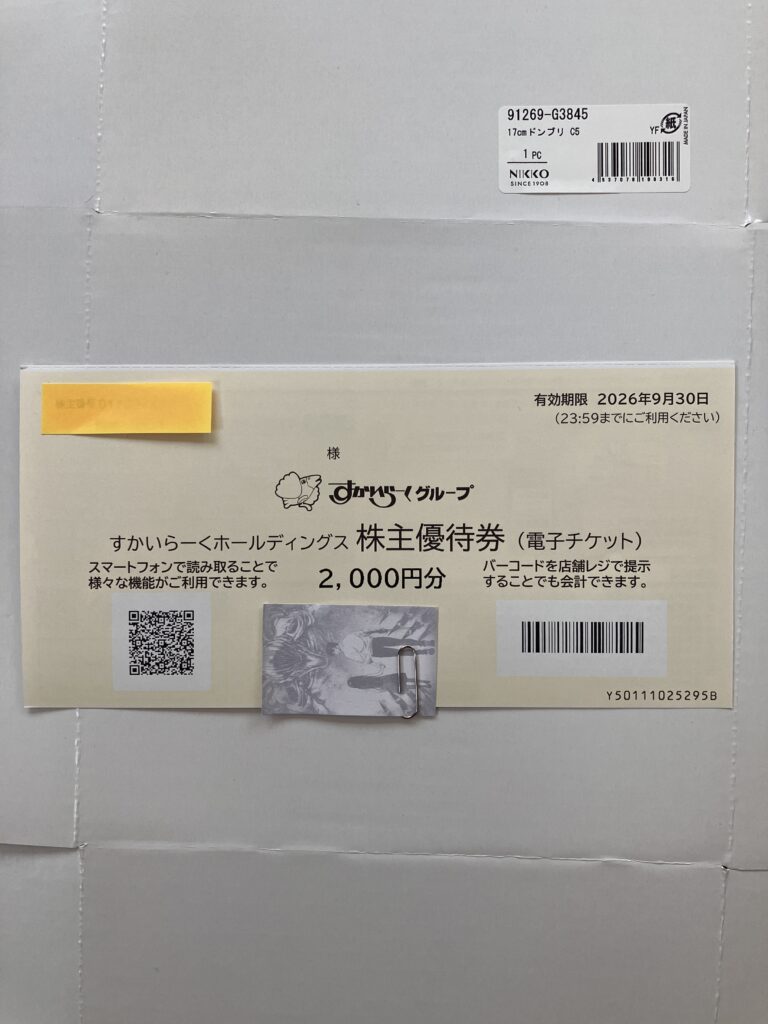 91269-G3845
17cmドンブリ C5
1 PC
YF
紙
MADE IN JAPAN
NIKKO
SINCE 1908
有効期限 2026年9月30日
(23:59までにご利用ください)
株主番号
様
すかいらーくグループ
すかいらーくホールディングス 株主優待券(電子チケット)
スマートフォンで読み取ることで
様々な機能がご利用できます。
2,000円分
バーコードを店舗レジで提示
することでも会計できます。
Y50111025295B